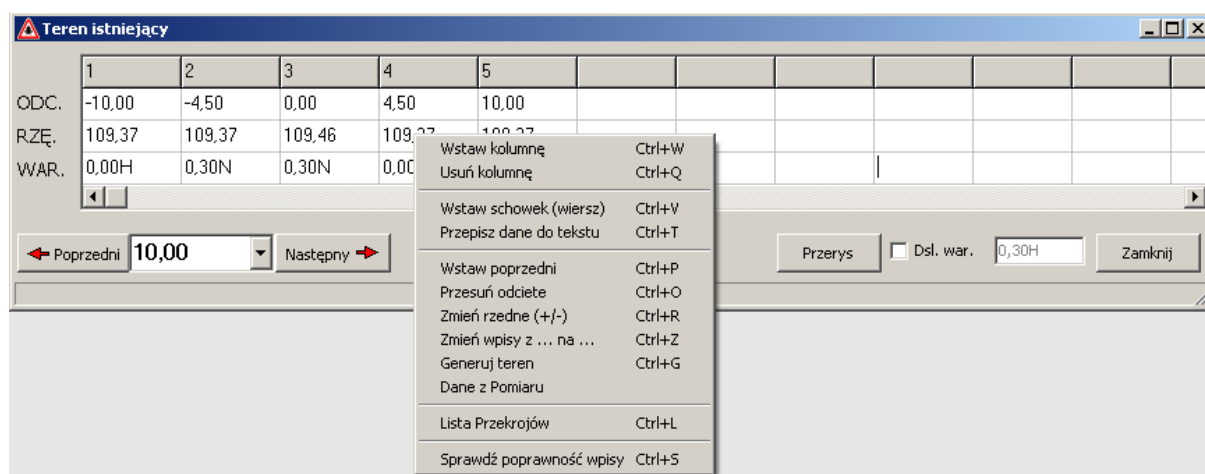 Teren istniejący
1 2 3 4 5
ODC. -10,00 -4,50 0,00 4,50 10,00
RZĘ. 109,37 109,37 109,46
WAR. 0,00H 0,30N 0,30N
Wstaw kolumnę Ctrl+W
Usuń kolumnę Ctrl+Q
Wstaw schowek (wiersz) Ctrl+V
Przepisz dane do tekstu Ctrl+T
Poprzedni 10,00 Następny Przerys Dsl. war. 0,30H Zamknij
Wstaw poprzedni Ctrl+P
Przesuń odciete Ctrl+O
Zmień rzedne (+/-) Ctrl+R
Zmień wpisy z ... na ... Ctrl+Z
Generuj teren Ctrl+G
Dane z Pomiaru
Lista Przekrojów Ctrl+L
Sprawdź poprawność wpisy Ctrl+S